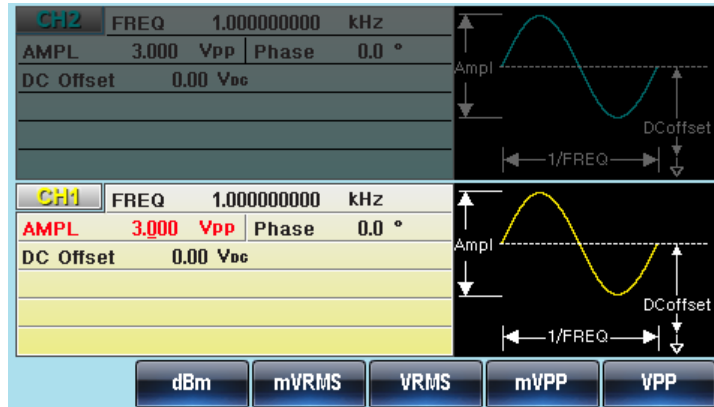 CH2 FREQ 1.000000000 kHz
AMPL 3.000 Vpp Phase 0.0 °
DC Offset 0.00 VDC
Ampl
DCoffset
1/FREQ
CH1 FREQ 1.000000000 kHz
AMPL 3.000 Vpp Phase 0.0 °
DC Offset 0.00 VDC
Ampl
DCoffset
1/FREQ
dBm mVRMS VRMS mVPP VPP